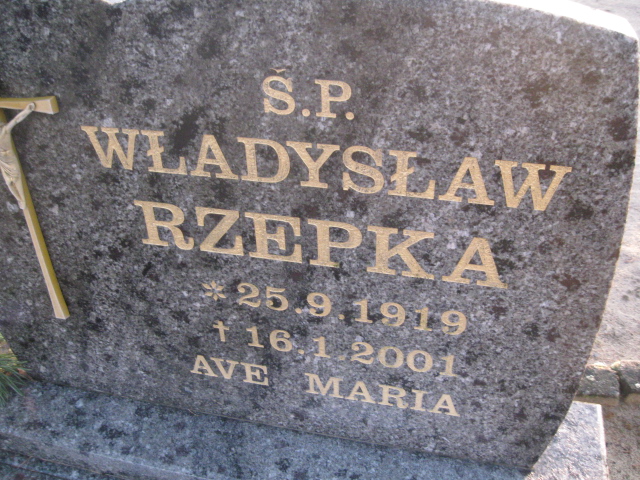 Š.P.
WŁADYSŁAW
RZEPKA
* 25.9.1919
† 16.1.2001
AVE MARIA